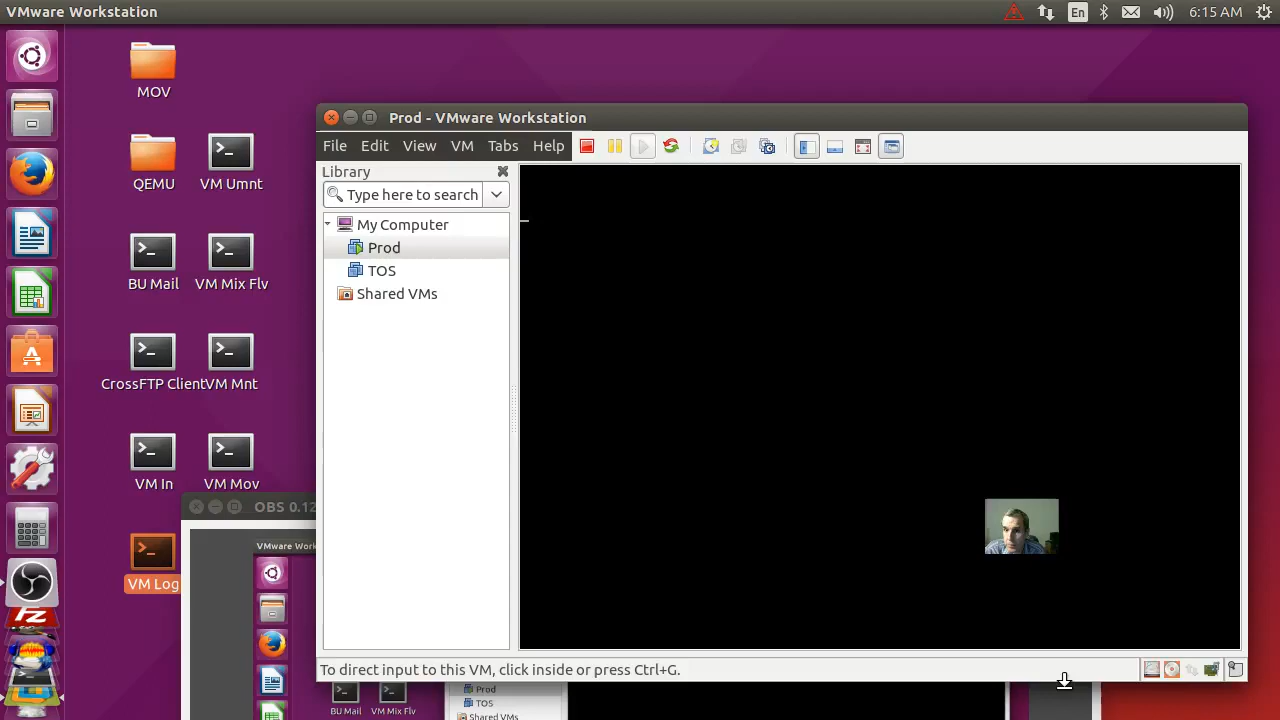 VMware Workstation
En
6:15 AM
MOV
QEMU
VM Umnt
BU Mail
VM Mix Flv
CrossFTP Client
VM Mnt
VM In
VM Mov
VM Log
Prod - VMware Workstation
File Edit View VM Tabs Help
Library
Type here to search
My Computer
Prod
TOS
Shared VMs
To direct input to this VM, click inside or press Ctrl+G.
OBS 0.12
VMware Work
BU Mail
VM Mix Flv
Prod
TOS
Shared VMs